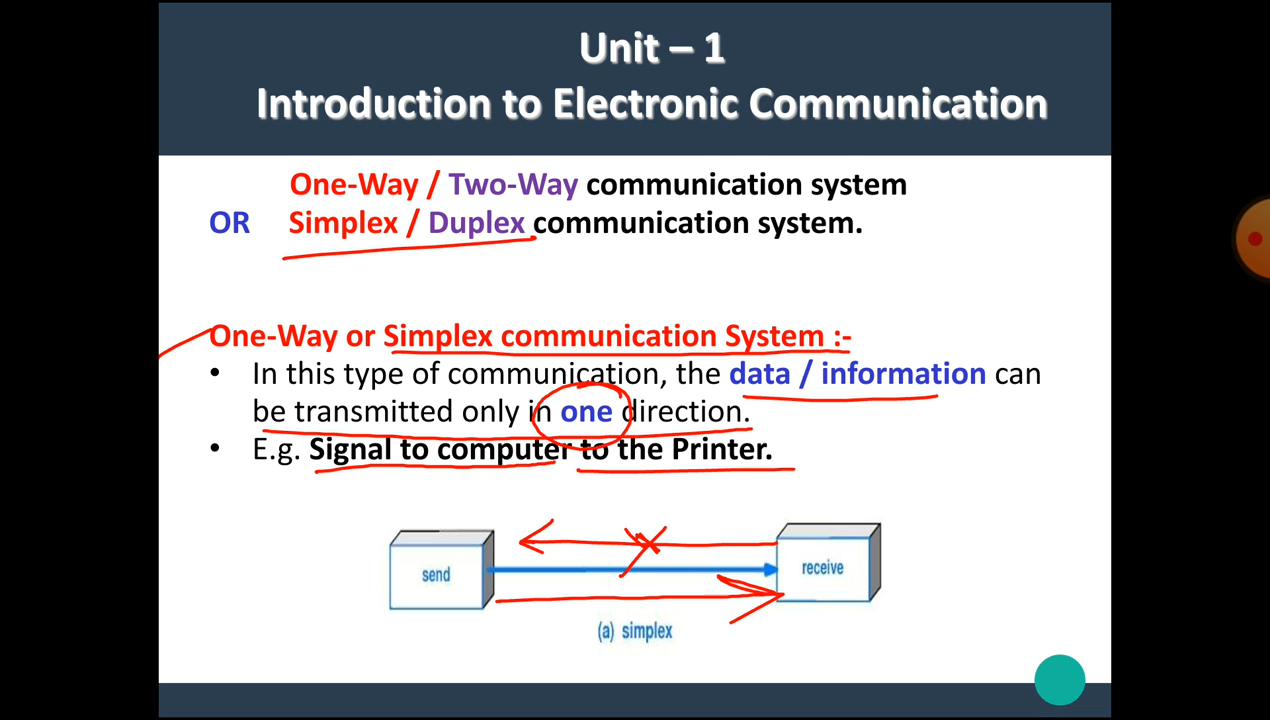 Unit – 1
Introduction to Electronic Communication
One-Way / Two-Way communication system
OR Simplex / Duplex communication system.
One-Way or Simplex communication System :-
• In this type of communication, the data / information can
be transmitted only in one direction.
• E.g. Signal to computer to the Printer.
send
receive
(a) simplex